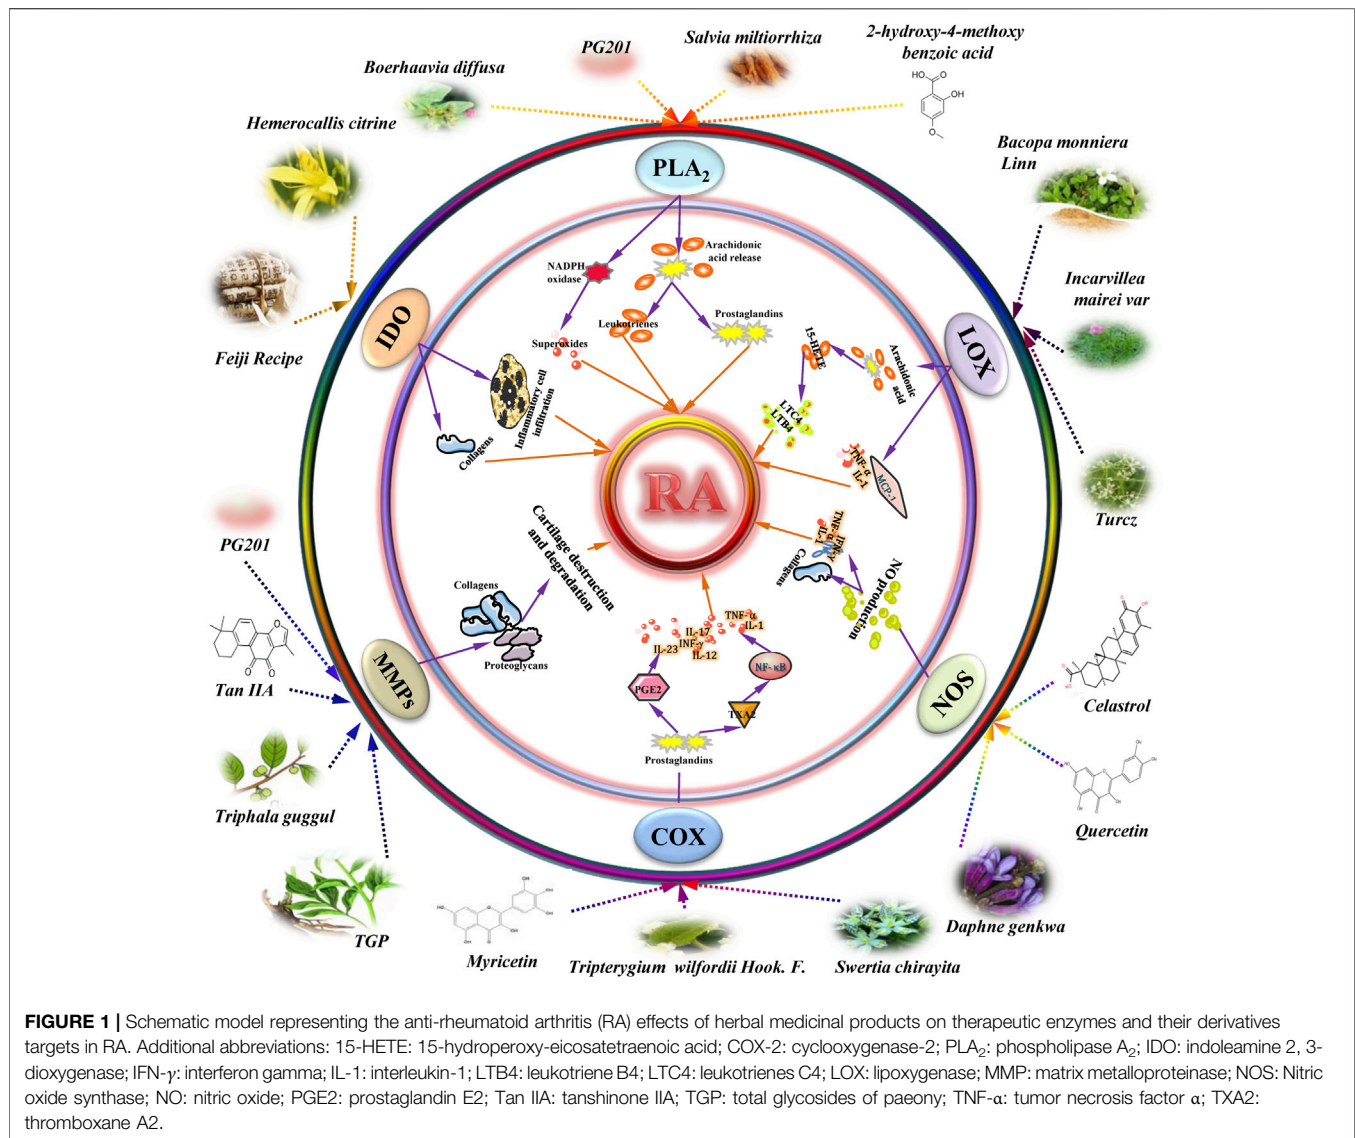 PG201
Salvia miltiorrhiza
2-hydroxy-4-methoxy
benzoic acid
HO
O
OH
O
Boerhaavia diffusa
Hemerocallis citrine
Feiji Recipe
Bacopa monniera
Linn
Incarvillea
mairei var
Turcz
PLA2
IDO
LOX
NADPH
oxidase
Arachidonic
acid release
Leukotrienes
Prostaglandins
Superoxides
Inflammatory cell
infiltration
Collagens
15-HETE
Arachidonic
acid
LTC4
LTB4
TNF-α
IL-1
MCP-1
RA
TNF-α
IL-1
IFN-γ
Collagens
NO production
Cartilage destruction
and degradation
Collagens
Proteoglycans
TNF-α
IL-1
IL-17
INF-γ
IL-23
IL-12
NF-κB
PGE2
TXA2
Prostaglandins
MMPs
NOS
COX
PG201
O
O
O
Tan IIA
Triphala guggul
TGP
Myricetin
Tripterygium wilfordii Hook. F.
Swertia chirayita
Daphne genkwa
Quercetin
Celastrol
FIGURE 1 | Schematic model representing the anti-rheumatoid arthritis (RA) effects of herbal medicinal products on therapeutic enzymes and their derivatives
targets in RA. Additional abbreviations: 15-HETE: 15-hydroperoxy-eicosatetraenoic acid; COX-2: cyclooxygenase-2; PLA2: phospholipase A2; IDO: indoleamine 2, 3-
dioxygenase; IFN-γ: interferon gamma; IL-1: interleukin-1; LTB4: leukotriene B4; LTC4: leukotrienes C4; LOX: lipoxygenase; MMP: matrix metalloproteinase; NOS: Nitric
oxide synthase; NO: nitric oxide; PGE2: prostaglandin E2; Tan IIA: tanshinone IIA; TGP: total glycosides of paeony; TNF-α: tumor necrosis factor α; TXA2:
thromboxane A2.